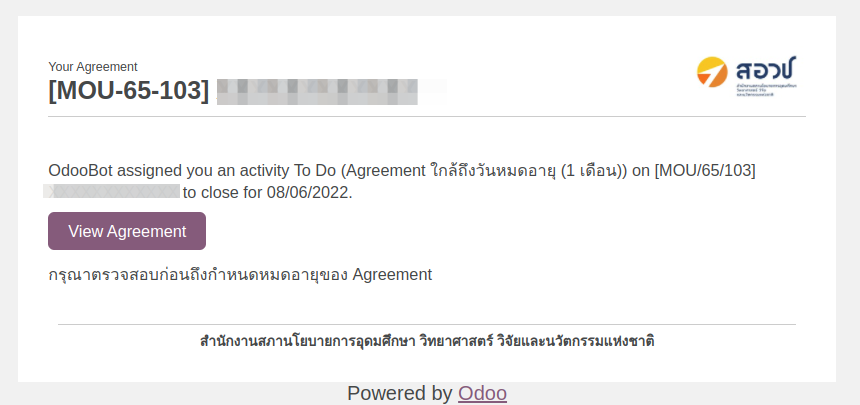 Your Agreement
[MOU-65-103]
สอวช
OdooBot assigned you an activity To Do (Agreement ใกล้ถึงวันหมดอายุ (1 เดือน)) on [MOU/65/103]
to close for 08/06/2022.
View Agreement
กรุณาตรวจสอบก่อนถึงกำหนดหมดอายุของ Agreement
สำนักงานสภานโยบายการอุดมศึกษา วิทยาศาสตร์ วิจัยและนวัตกรรมแห่งชาติ
Powered by Odoo